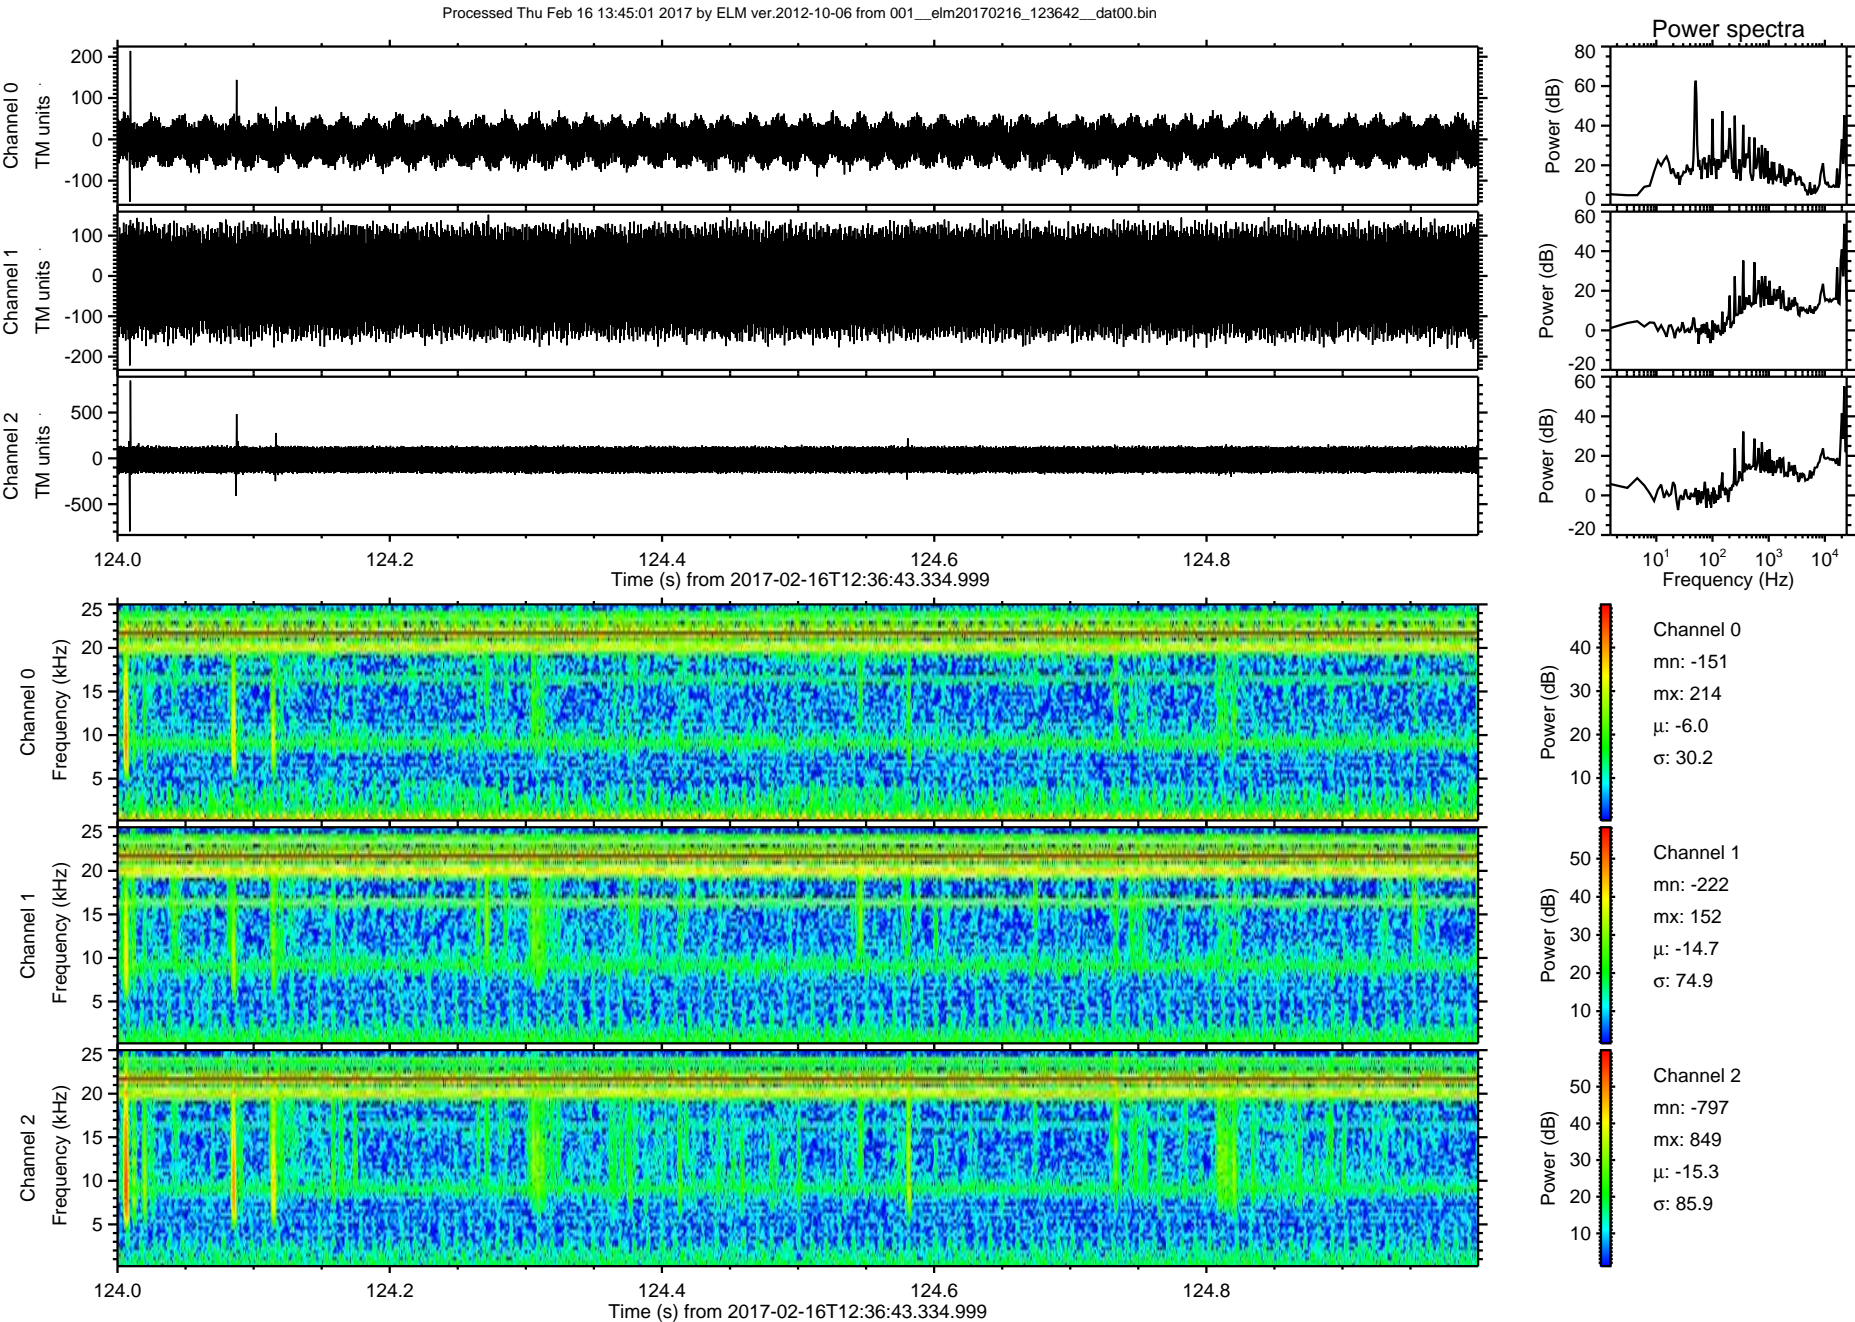 Processed Thu Feb 16 13:45:01 2017 by ELM ver.2012-10-06 from 001__elm20170216_123642__dat00.bin
Channel 0
TM units
200
100
0
-100
Channel 1
TM units
100
0
-100
-200
Channel 2
TM units
500
0
-500
124.0 124.2 124.4 124.6 124.8
Time (s) from 2017-02-16T12:36:43.334.999
Power spectra
Power (dB)
80
60
40
20
0
Power (dB)
60
40
20
0
-20
Power (dB)
60
40
20
0
-20
10¹ 10² 10³ 10⁴
Frequency (Hz)
Channel 0
Frequency (kHz)
25
20
15
10
5
Channel 1
Frequency (kHz)
25
20
15
10
5
Channel 2
Frequency (kHz)
25
20
15
10
5
124.0 124.2 124.4 124.6 124.8
Time (s) from 2017-02-16T12:36:43.334.999
Power (dB)
40
30
20
10
Channel 0
mn: -151
mx: 214
μ: -6.0
σ: 30.2
Power (dB)
50
40
30
20
10
Channel 1
mn: -222
mx: 152
μ: -14.7
σ: 74.9
Power (dB)
50
40
30
20
10
Channel 2
mn: -797
mx: 849
μ: -15.3
σ: 85.9